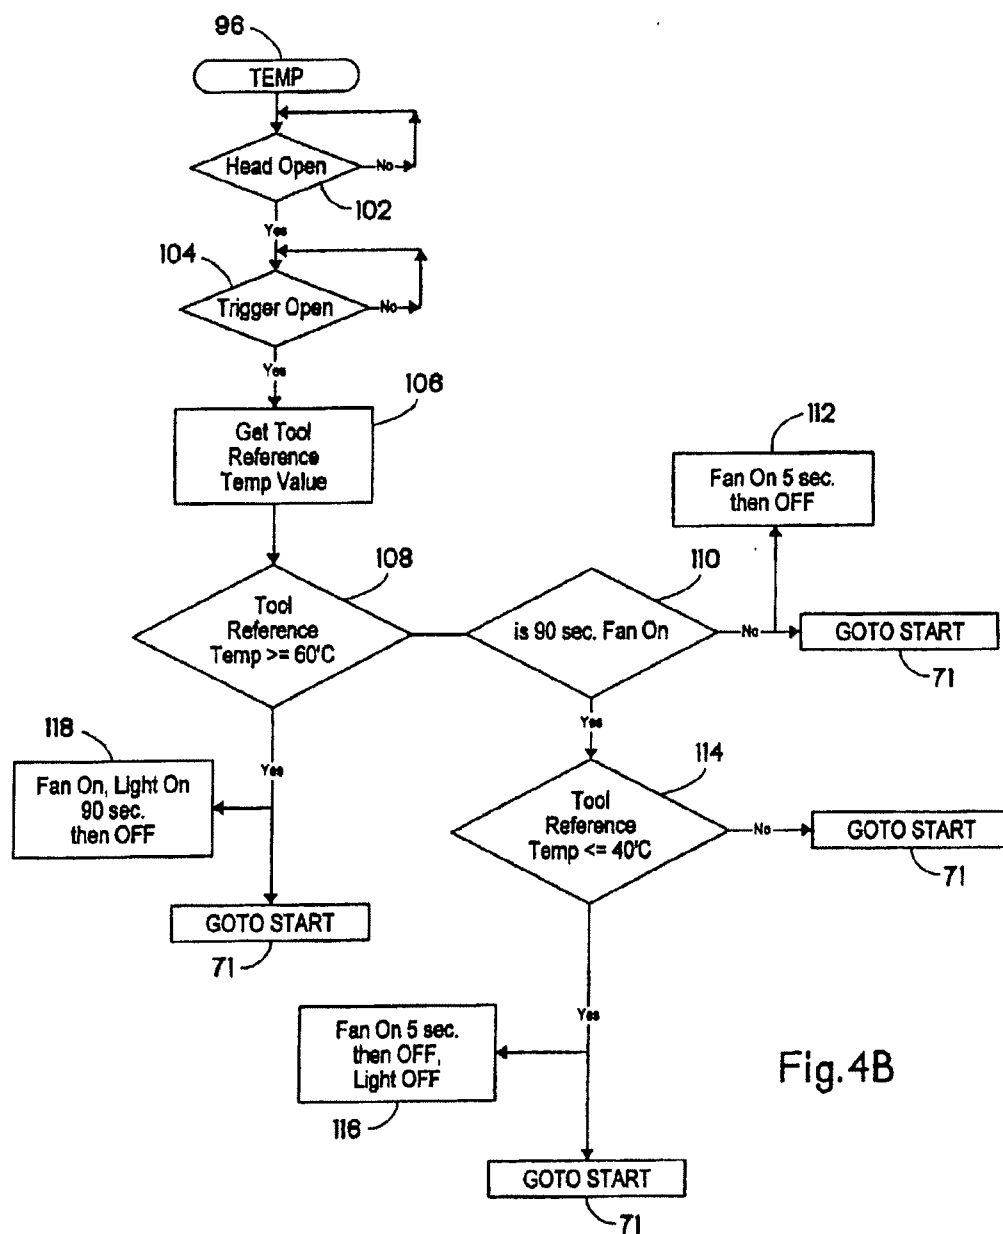 96
TEMP
Head Open
No
102
Yes
104
Trigger Open
No
Yes
106
Get Tool
Reference
Temp Value
112
Fan On 5 sec.
then OFF
108
Tool
Reference
Temp >= 60'C
110
is 90 sec. Fan On
No
GOTO START
71
118
Fan On, Light On
90 sec.
then OFF
Yes
Yes
114
Tool
Reference
Temp <= 40'C
No
GOTO START
71
GOTO START
71
Yes
Fan On 5 sec.
then OFF,
Light OFF
116
Fig.4B
GOTO START
71